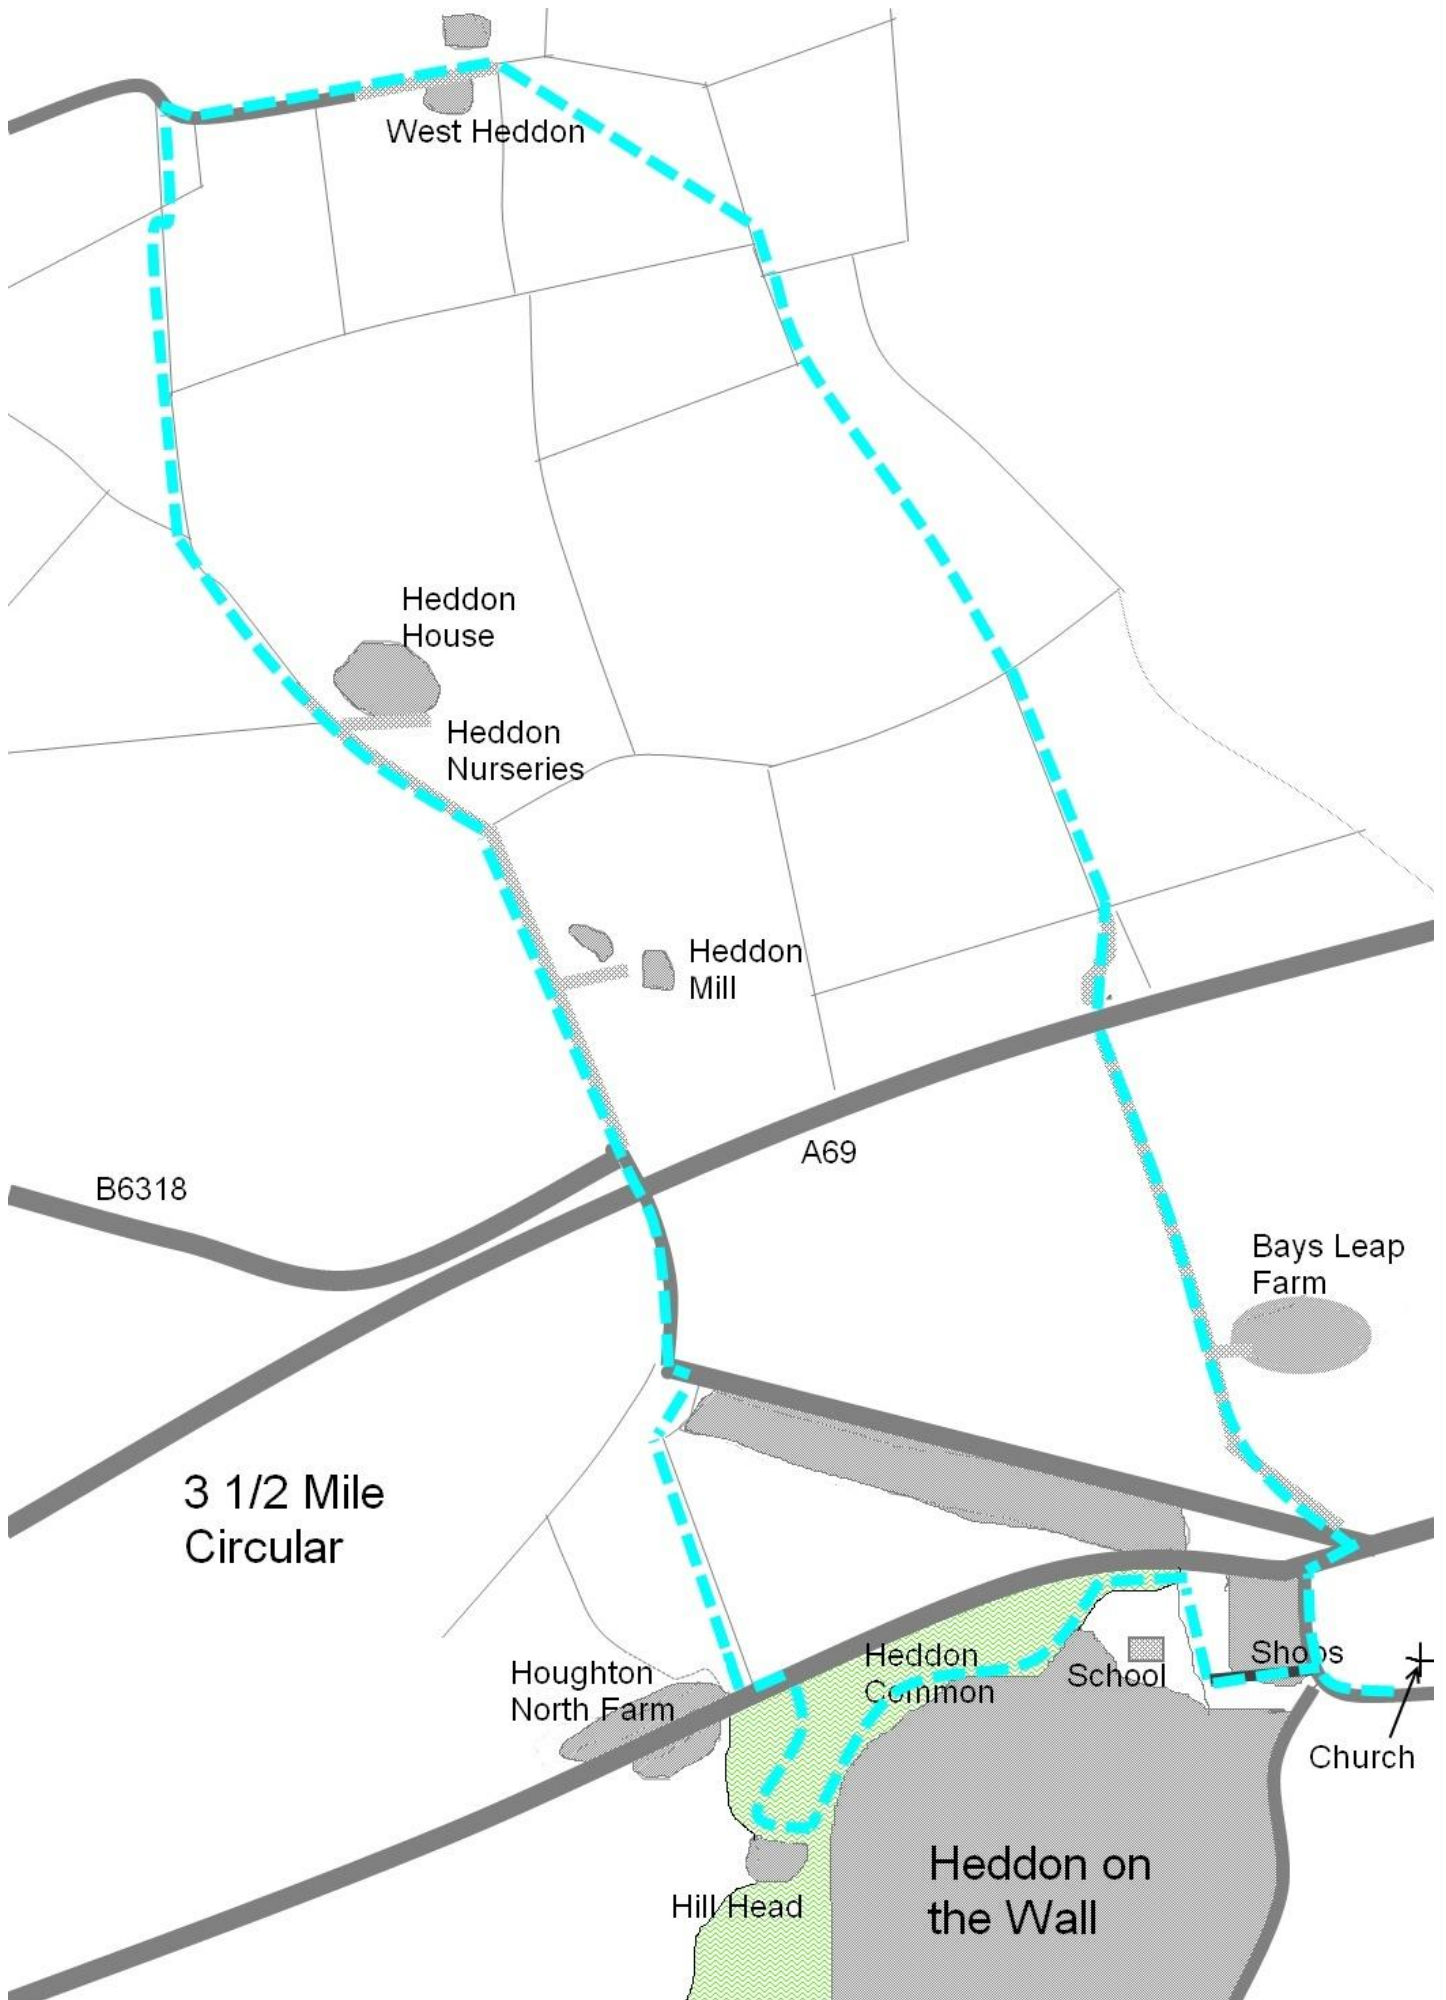 West Heddon
Heddon
House
Heddon
Nurseries
Heddon
Mill
A69
B6318
Bays Leap
Farm
3 1/2 Mile
Circular
Heddon
Common
School
Shops
Houghton
North Farm
Church
Heddon on
the Wall
Hill Head